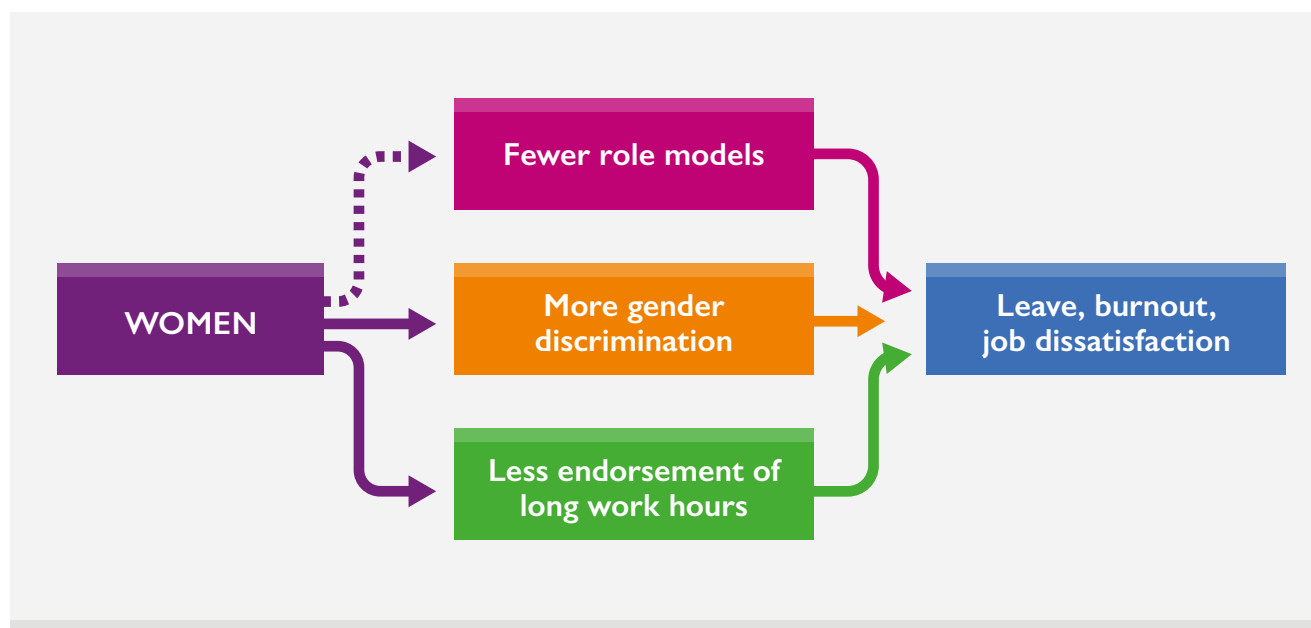 Fewer role models
WOMEN
More gender
discrimination
Leave, burnout,
job dissatisfaction
Less endorsement of
long work hours